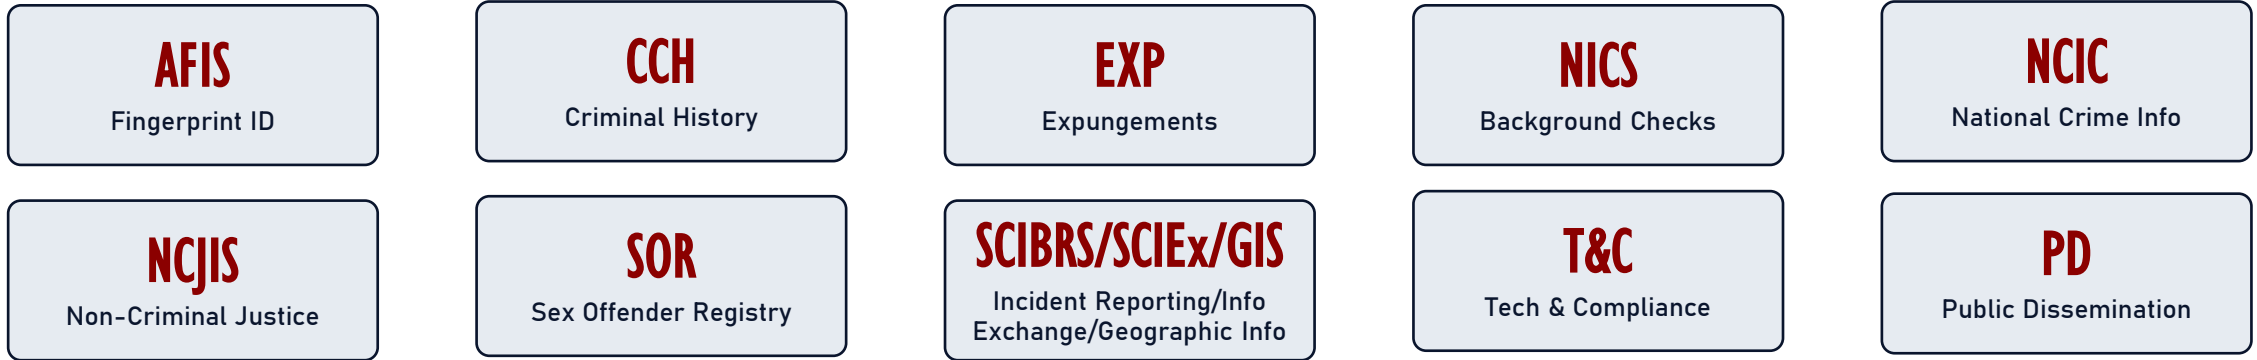 AFIS
Fingerprint ID
CCH
Criminal History
EXP
Expungements
NICS
Background Checks
NCIC
National Crime Info
NCJIS
Non-Criminal Justice
SOR
Sex Offender Registry
SCIBRS/SCIEx/GIS
Incident Reporting/Info
Exchange/Geographic Info
T&C
Tech & Compliance
PD
Public Dissemination